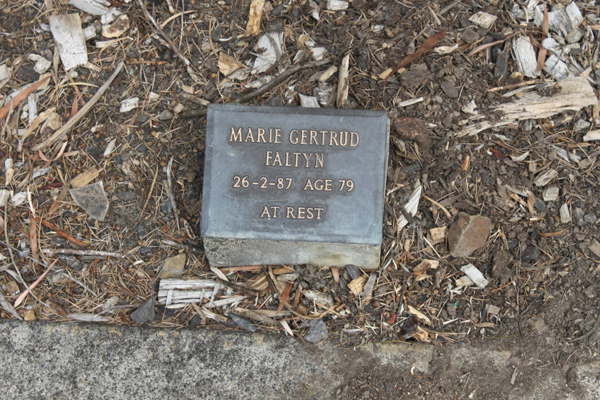 MARIE GERTRUD
FALTYN
26-2-87 AGE 79
AT REST